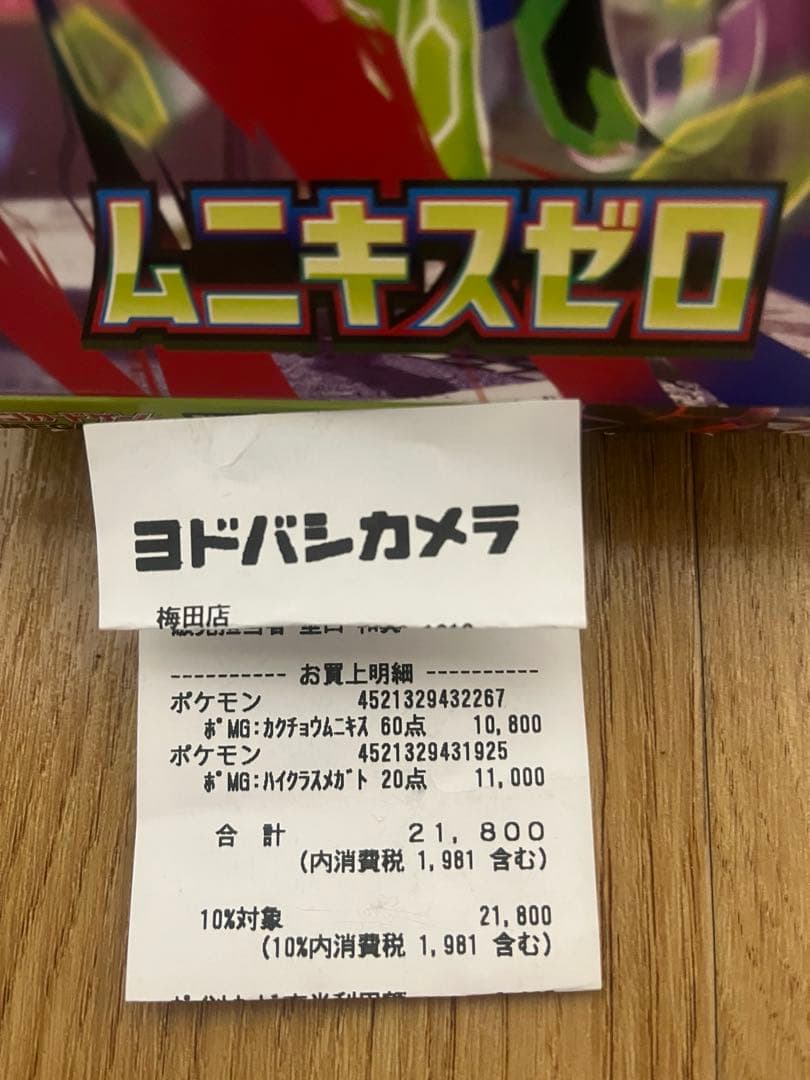 ムニキスゼロ
ヨドバシカメラ
梅田店
---------- お買上明細 ----------
ポケモン 4521329432267
ポMG:カクチョウムニキス 60点 10,800
ポケモン 4521329431925
ポMG:ハイクラスメガト 20点 11,000
合 計 21,800
(内消費税 1,981 含む)
10%対象 21,800
(10%内消費税 1,981 含む)